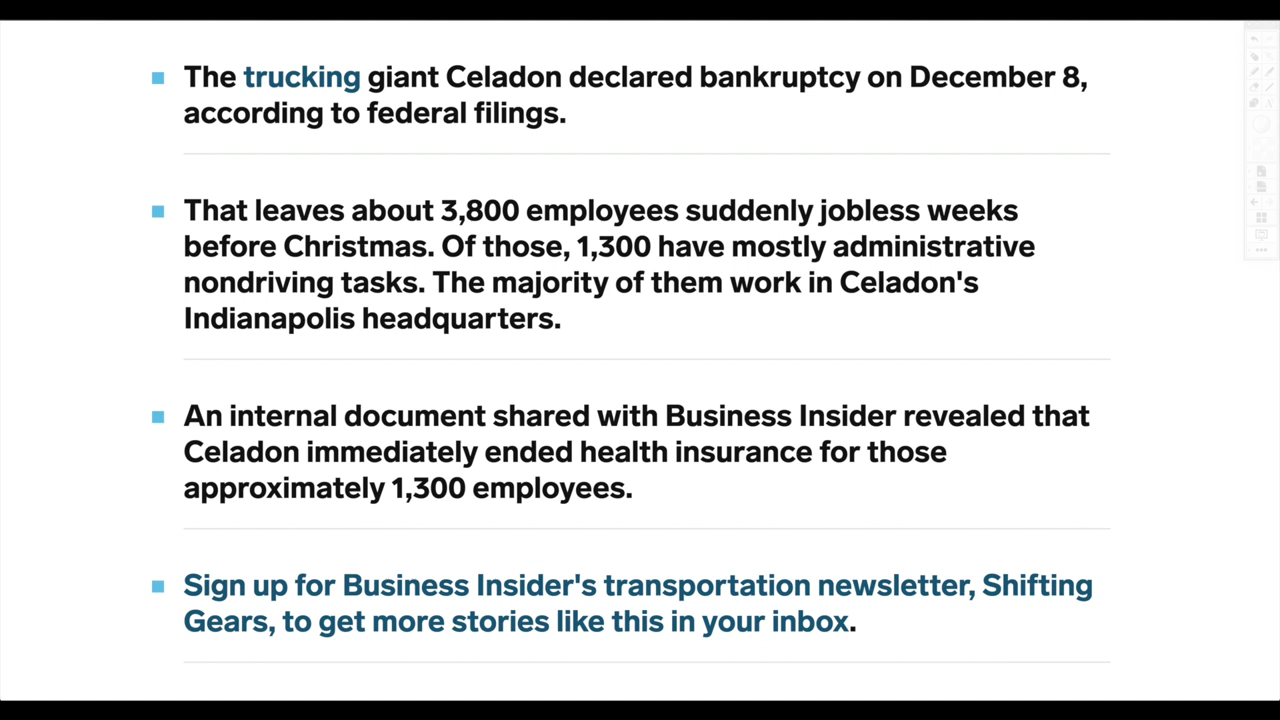 The trucking giant Celadon declared bankruptcy on December 8,
according to federal filings.
That leaves about 3,800 employees suddenly jobless weeks
before Christmas. Of those, 1,300 have mostly administrative
nondriving tasks. The majority of them work in Celadon's
Indianapolis headquarters.
An internal document shared with Business Insider revealed that
Celadon immediately ended health insurance for those
approximately 1,300 employees.
Sign up for Business Insider's transportation newsletter, Shifting
Gears, to get more stories like this in your inbox.